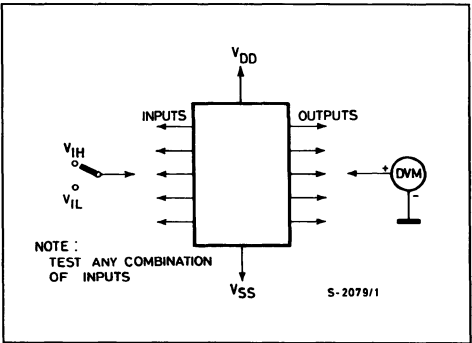 VDD
INPUTS
OUTPUTS
VIH
VIL
+
DVM
-
NOTE :
TEST ANY COMBINATION
OF INPUTS
VSS
S-2079/1